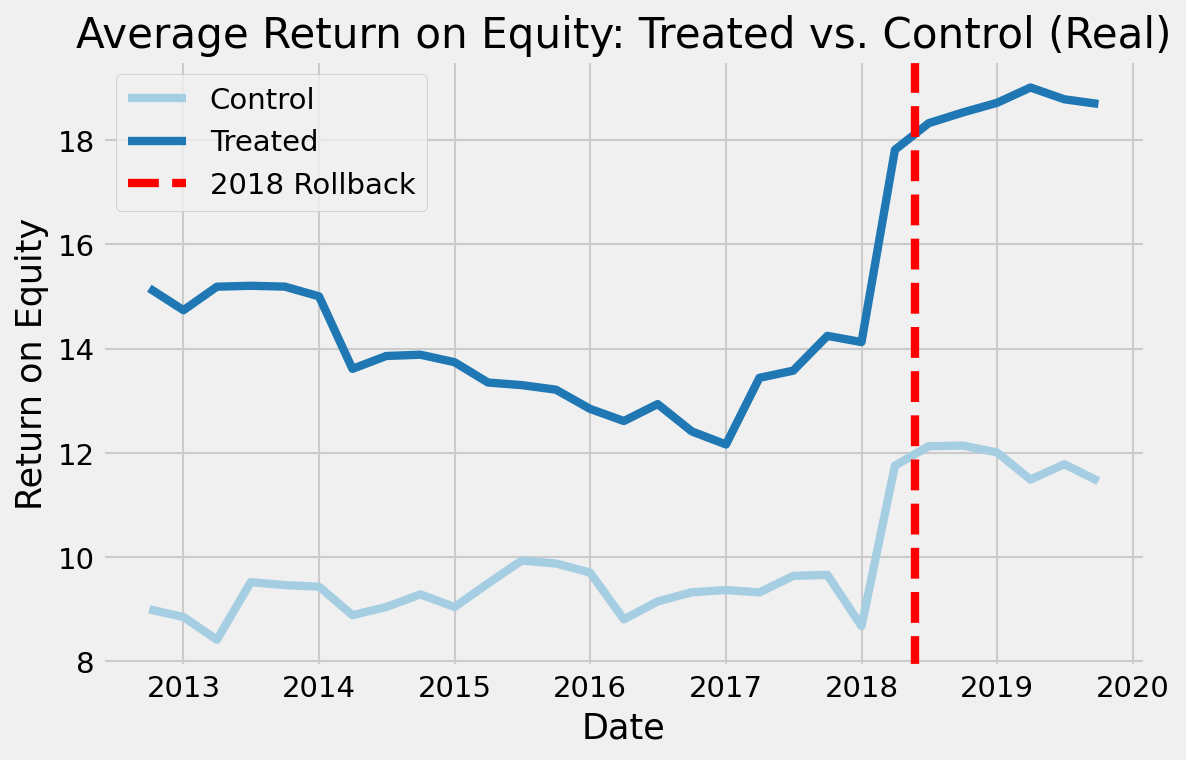 Average Return on Equity: Treated vs. Control (Real)
Control
Treated
2018 Rollback
Return on Equity
18
16
14
12
10
8
2013 2014 2015 2016 2017 2018 2019 2020
Date